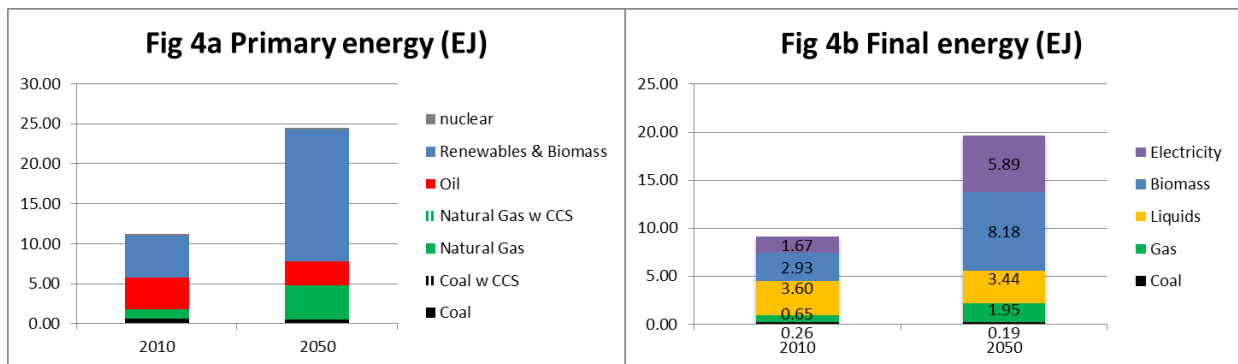 Fig 4a Primary energy (EJ)
30.00
25.00
20.00
15.00
10.00
5.00
0.00
2010
2050
nuclear
Renewables & Biomass
Oil
Natural Gas w CCS
Natural Gas
Coal w CCS
Coal
Fig 4b Final energy (EJ)
25.00
20.00
15.00
10.00
5.00
0.00
1.67
2.93
3.60
0.65
0.26
2010
5.89
8.18
3.44
1.95
0.19
2050
Electricity
Biomass
Liquids
Gas
Coal